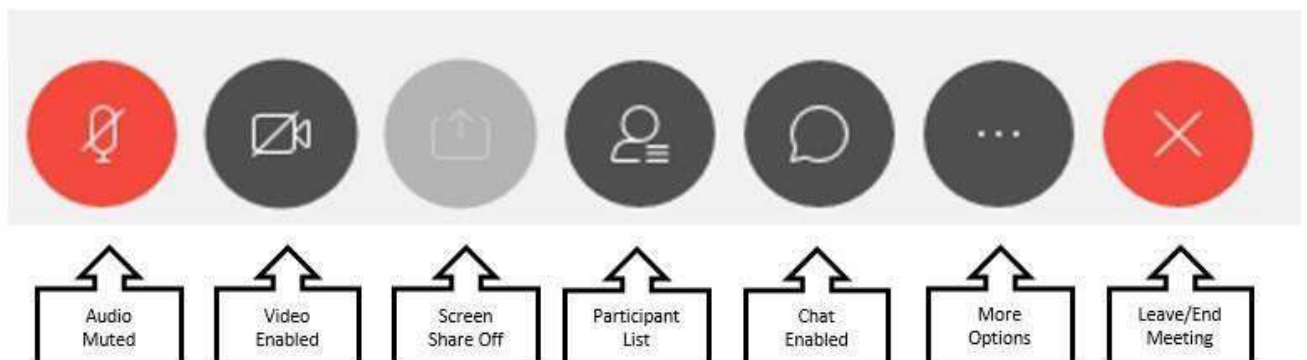 Audio
Muted
Video
Enabled
Screen
Share Off
Participant
List
Chat
Enabled
More
Options
Leave/End
Meeting